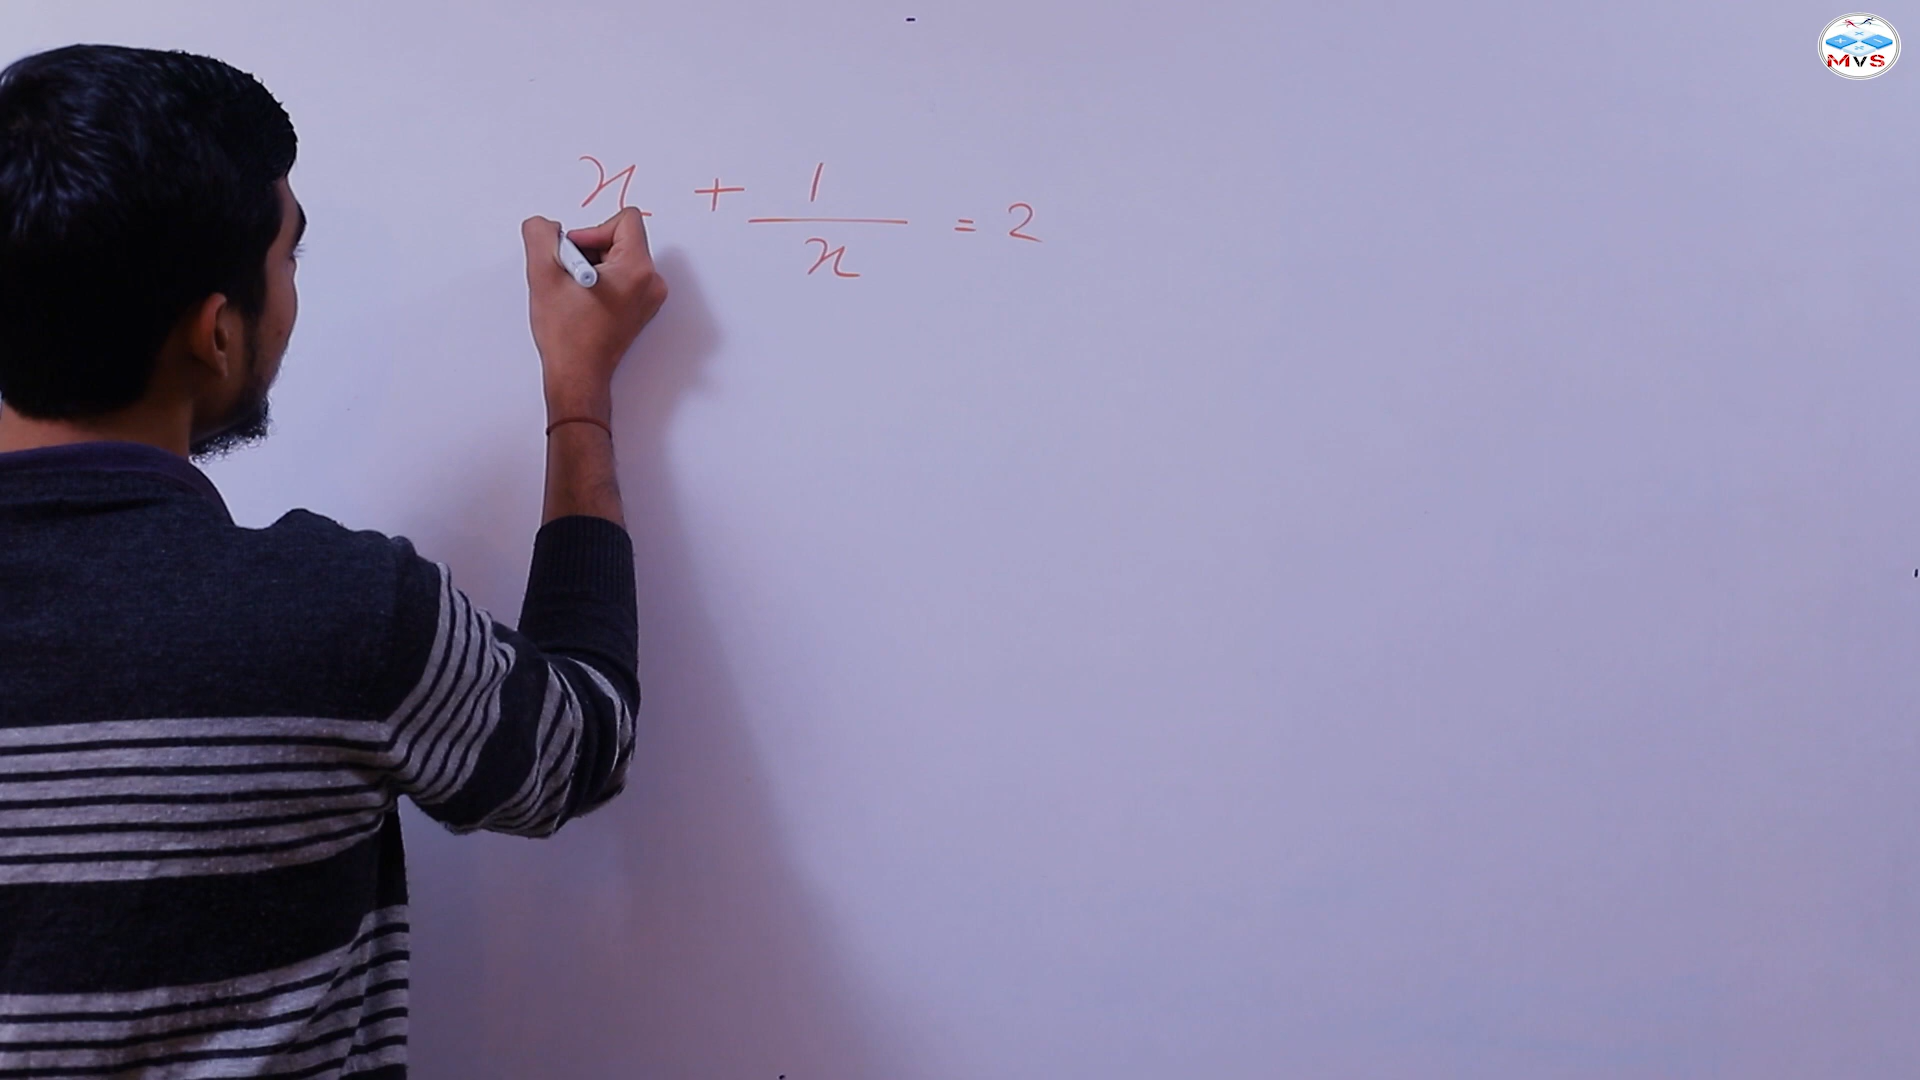 MVS
x + 1/x = 2